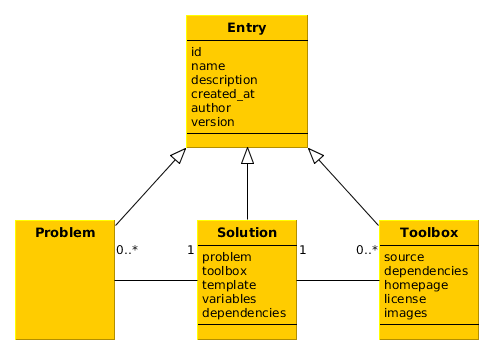 Entry
id
name
description
created_at
author
version
Problem
0..*
1
Solution
problem
toolbox
template
variables
dependencies
1
0..*
Toolbox
source
dependencies
homepage
license
images